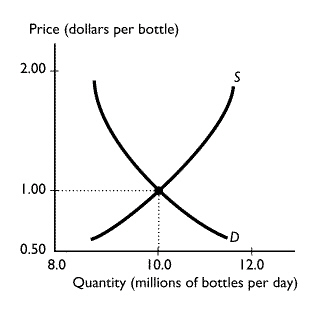 Price (dollars per bottle)
2.00
S
1.00
D
0.50
8.0 10.0 12.0
Quantity (millions of bottles per day)